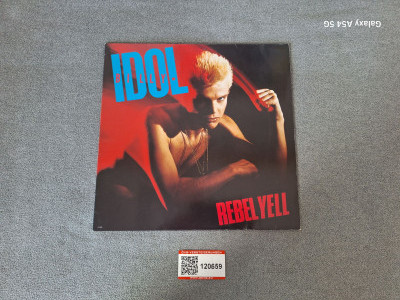 IDOL
REBEL YELL
120659
Galaxy A54 5G